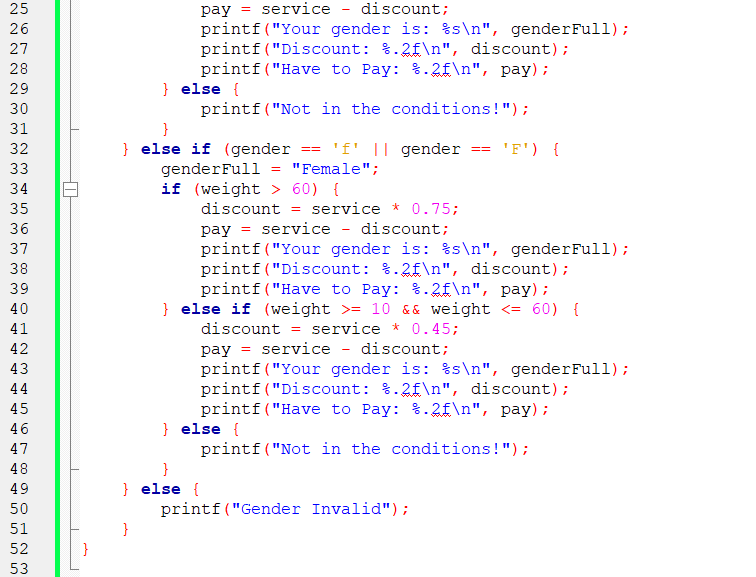 25 pay = service - discount;
26 printf("Your gender is: %s\n", genderFull);
27 printf("Discount: %.2f\n", discount);
28 printf("Have to Pay: %.2f\n", pay);
29 } else {
30 printf("Not in the conditions!");
31 }
32 } else if (gender == 'f' || gender == 'F') {
33 genderFull = "Female";
34 if (weight > 60) {
35 discount = service * 0.75;
36 pay = service - discount;
37 printf("Your gender is: %s\n", genderFull);
38 printf("Discount: %.2f\n", discount);
39 printf("Have to Pay: %.2f\n", pay);
40 } else if (weight >= 10 && weight <= 60) {
41 discount = service * 0.45;
42 pay = service - discount;
43 printf("Your gender is: %s\n", genderFull);
44 printf("Discount: %.2f\n", discount);
45 printf("Have to Pay: %.2f\n", pay);
46 } else {
47 printf("Not in the conditions!");
48 }
49 } else {
50 printf("Gender Invalid");
51 }
52 }
53